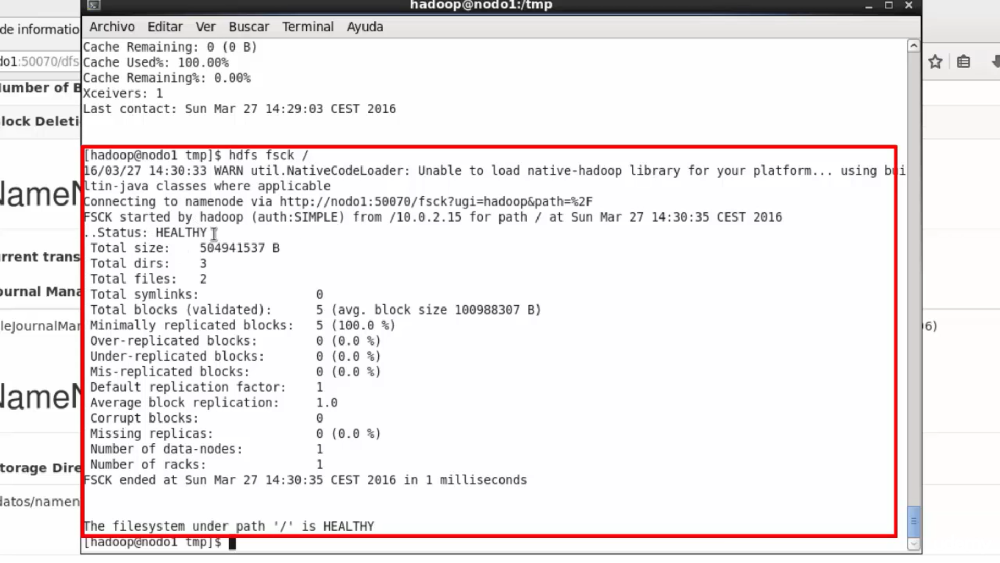 hadoop@nodo1:/tmp
Archivo Editar Ver Buscar Terminal Ayuda
de informatio
do1:50070/dfs
Number of B
lock Deleti
NameN
urrent trans
ournal Mana
leJournalMar
06)
NameN
torage Dire
datos/namen
Cache Remaining: 0 (0 B)
Cache Used%: 100.00%
Cache Remaining%: 0.00%
Xceivers: 1
Last contact: Sun Mar 27 14:29:03 CEST 2016
[hadoop@nodo1 tmp]$ hdfs fsck /
16/03/27 14:30:33 WARN util.NativeCodeLoader: Unable to load native-hadoop library for your platform... using bui
ltin-java classes where applicable
Connecting to namenode via http://nodo1:50070/fsck?ugi=hadoop&path=%2F
FSCK started by hadoop (auth:SIMPLE) from /10.0.2.15 for path / at Sun Mar 27 14:30:35 CEST 2016
..Status: HEALTHY
Total size: 504941537 B
Total dirs: 3
Total files: 2
Total symlinks: 0
Total blocks (validated): 5 (avg. block size 100988307 B)
Minimally replicated blocks: 5 (100.0 %)
Over-replicated blocks: 0 (0.0 %)
Under-replicated blocks: 0 (0.0 %)
Mis-replicated blocks: 0 (0.0 %)
Default replication factor: 1
Average block replication: 1.0
Corrupt blocks: 0
Missing replicas: 0 (0.0 %)
Number of data-nodes: 1
Number of racks: 1
FSCK ended at Sun Mar 27 14:30:35 CEST 2016 in 1 milliseconds
The filesystem under path '/' is HEALTHY
[hadoop@nodo1 tmp]$